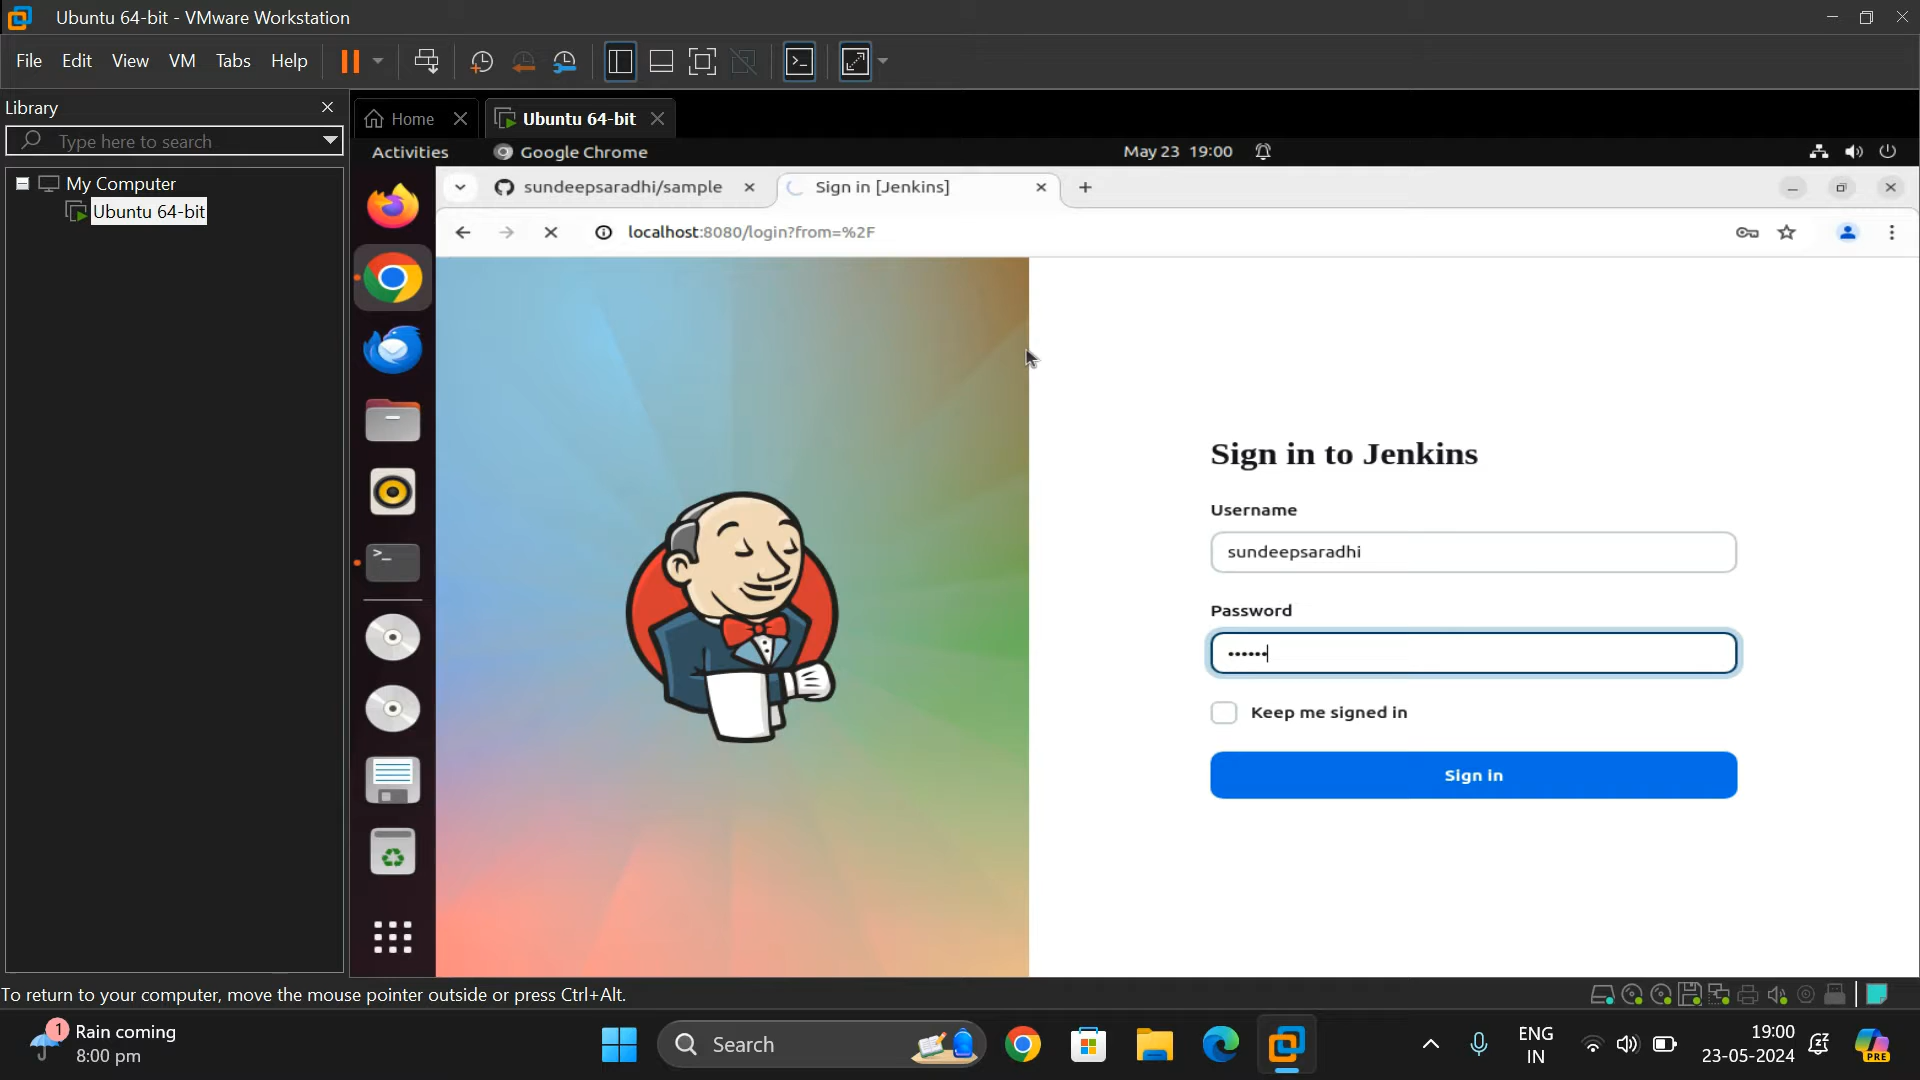 Ubuntu 64-bit - VMware Workstation
File Edit View VM Tabs Help
Library
Type here to search
My Computer
Ubuntu 64-bit
Home
Ubuntu 64-bit
Activities
Google Chrome
May 23 19:00
sundeepsaradhi/sample
Sign in [Jenkins]
localhost:8080/login?from=%2F
Sign in to Jenkins
Username
sundeepsaradhi
Password
••••••
Keep me signed in
Sign in
To return to your computer, move the mouse pointer outside or press Ctrl+Alt.
1
Rain coming
8:00 pm
Search
ENG
IN
19:00
23-05-2024
PRE